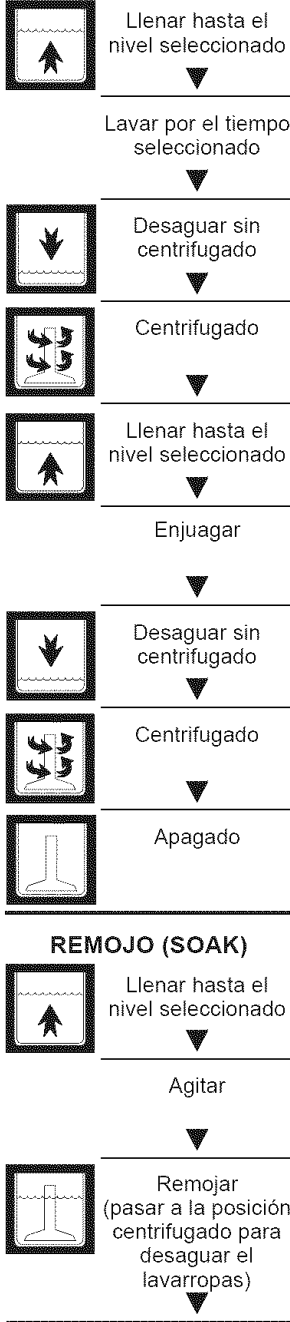 Llenar hasta el
nivel seleccionado
Lavar por el tiempo
seleccionado
Desaguar sin
centrifugado
Centrifugado
Llenar hasta el
nivel seleccionado
Enjuagar
Desaguar sin
centrifugado
Centrifugado
Apagado
REMOJO (SOAK)
Llenar hasta el
nivel seleccionado
Agitar
Remojar
(pasar a la posición
centrifugado para
desaguar el
lavarropas)